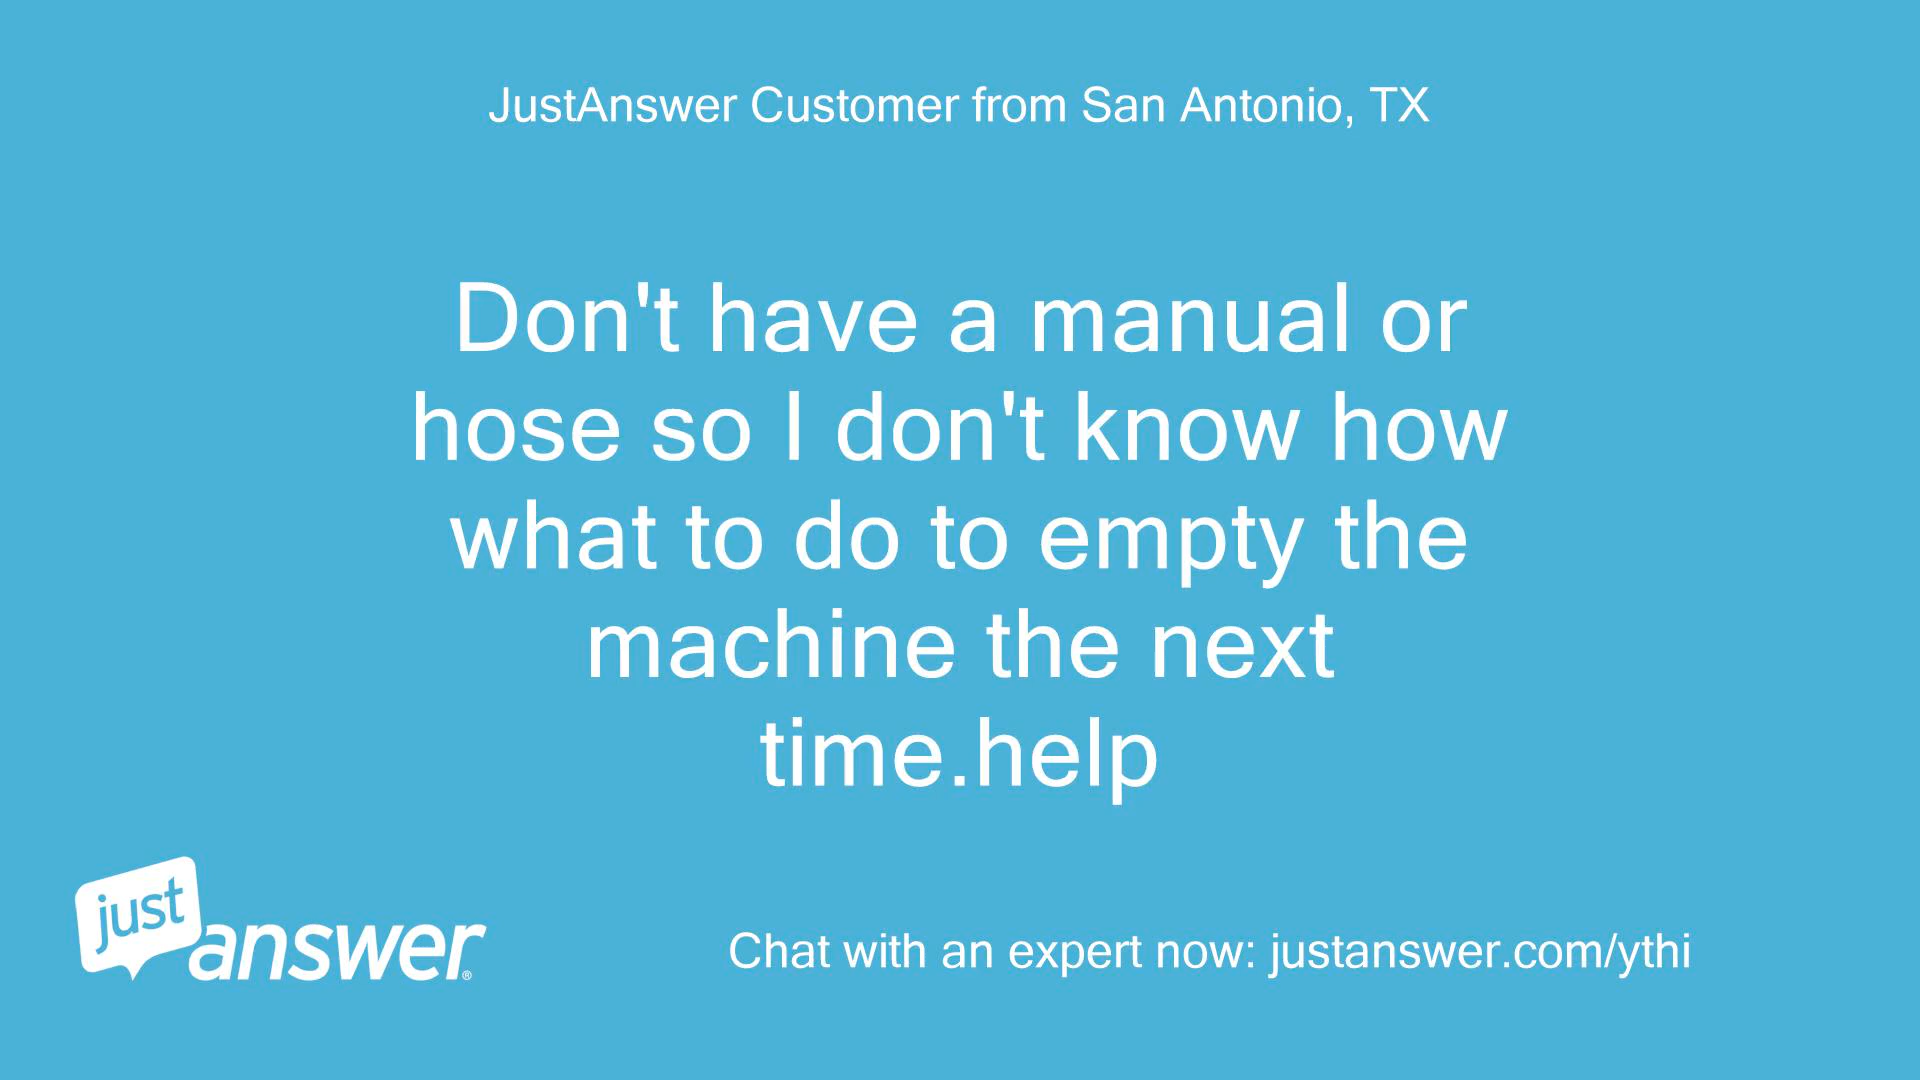 JustAnswer Customer from San Antonio, TX
Don't have a manual or
hose so I don't know how
what to do to empty the
machine the next
time.help
just
answer®
Chat with an expert now: justanswer.com/ythi